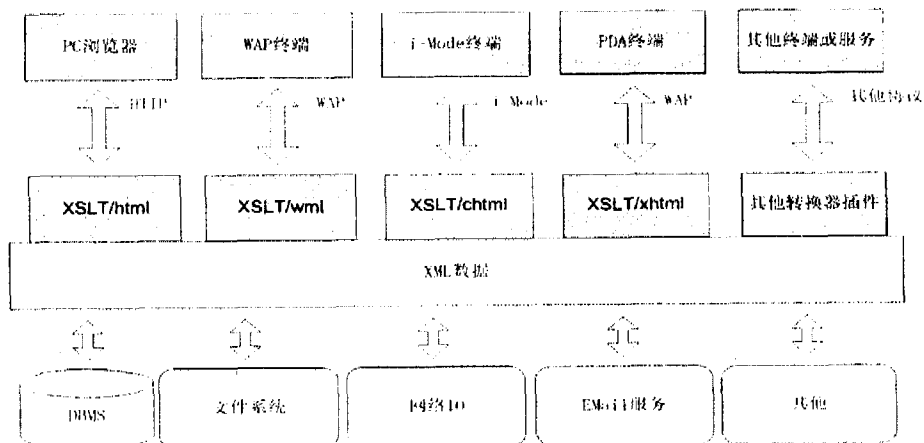 PC浏览器
WAP终端
i-Mode终端
PDA终端
其他终端或服务
HTTP
WAP
i-Mode
WAP
其他协议
XSLT/html
XSLT/wml
XSLT/chtml
XSLT/xhtml
其他转换器插件
XML数据
DBMS
文件系统
网络IO
EMail服务
其他